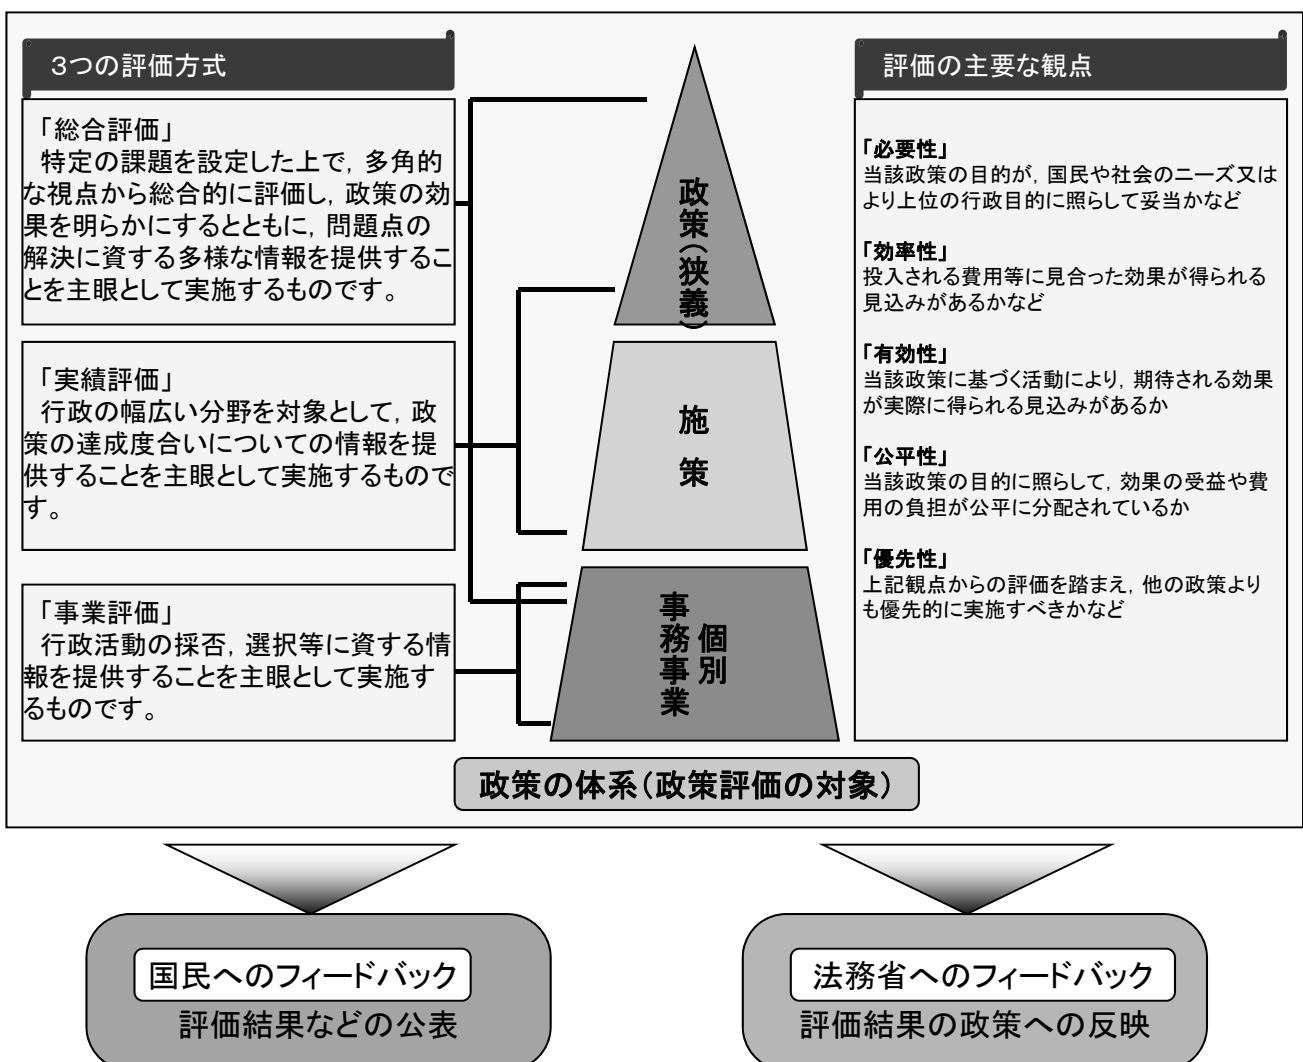 3つの評価方式
「総合評価」
特定の課題を設定した上で，多角的
な視点から総合的に評価し，政策の効
果を明らかにするとともに，問題点の
解決に資する多様な情報を提供するこ
とを主眼として実施するものです。
「実績評価」
行政の幅広い分野を対象として，政
策の達成度合いについての情報を提
供することを主眼として実施するもので
す。
「事業評価」
行政活動の採否，選択等に資する情
報を提供することを主眼として実施す
るものです。
政策(狭義)
施策
個別
事務事業
政策の体系(政策評価の対象)
評価の主要な観点
「必要性」
当該政策の目的が，国民や社会のニーズ又は
より上位の行政目的に照らして妥当かなど
「効率性」
投入される費用等に見合った効果が得られる
見込みがあるかなど
「有効性」
当該政策に基づく活動により，期待される効果
が実際に得られる見込みがあるか
「公平性」
当該政策の目的に照らして，効果の受益や費
用の負担が公平に分配されているか
「優先性」
上記観点からの評価を踏まえ，他の政策より
も優先的に実施すべきかなど
国民へのフィードバック
評価結果などの公表
法務省へのフィードバック
評価結果の政策への反映